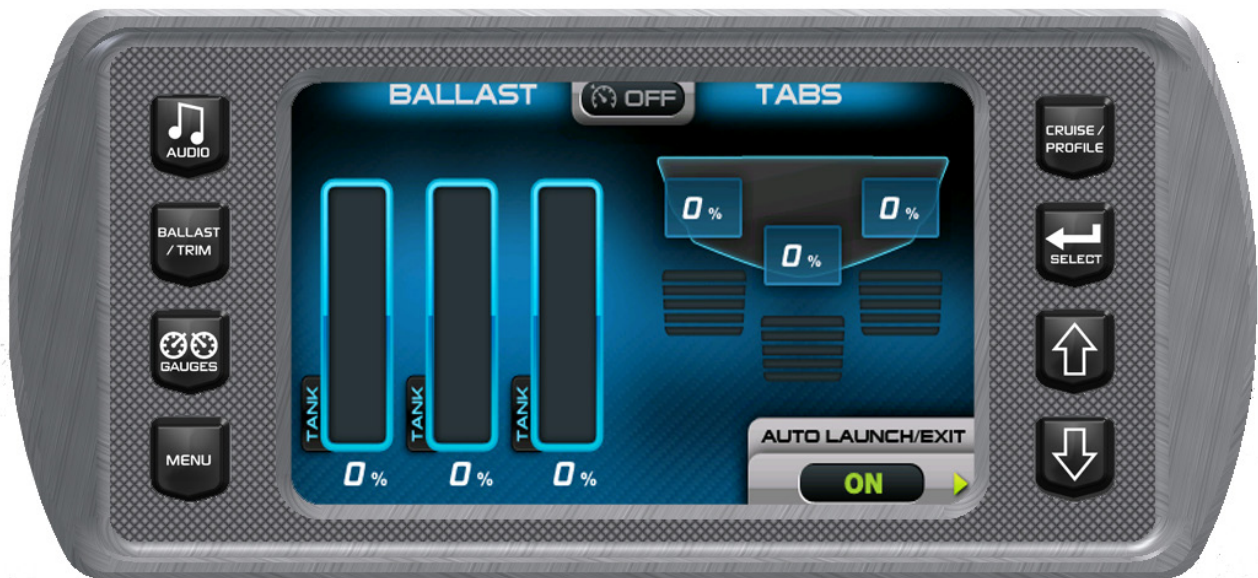 BALLAST
OFF
TABS
AUDIO
BALLAST
/ TRIM
GAUGES
MENU
TANK
0 %
TANK
0 %
TANK
0 %
0 %
0 %
0 %
AUTO LAUNCH/EXIT
ON
CRUISE /
PROFILE
SELECT